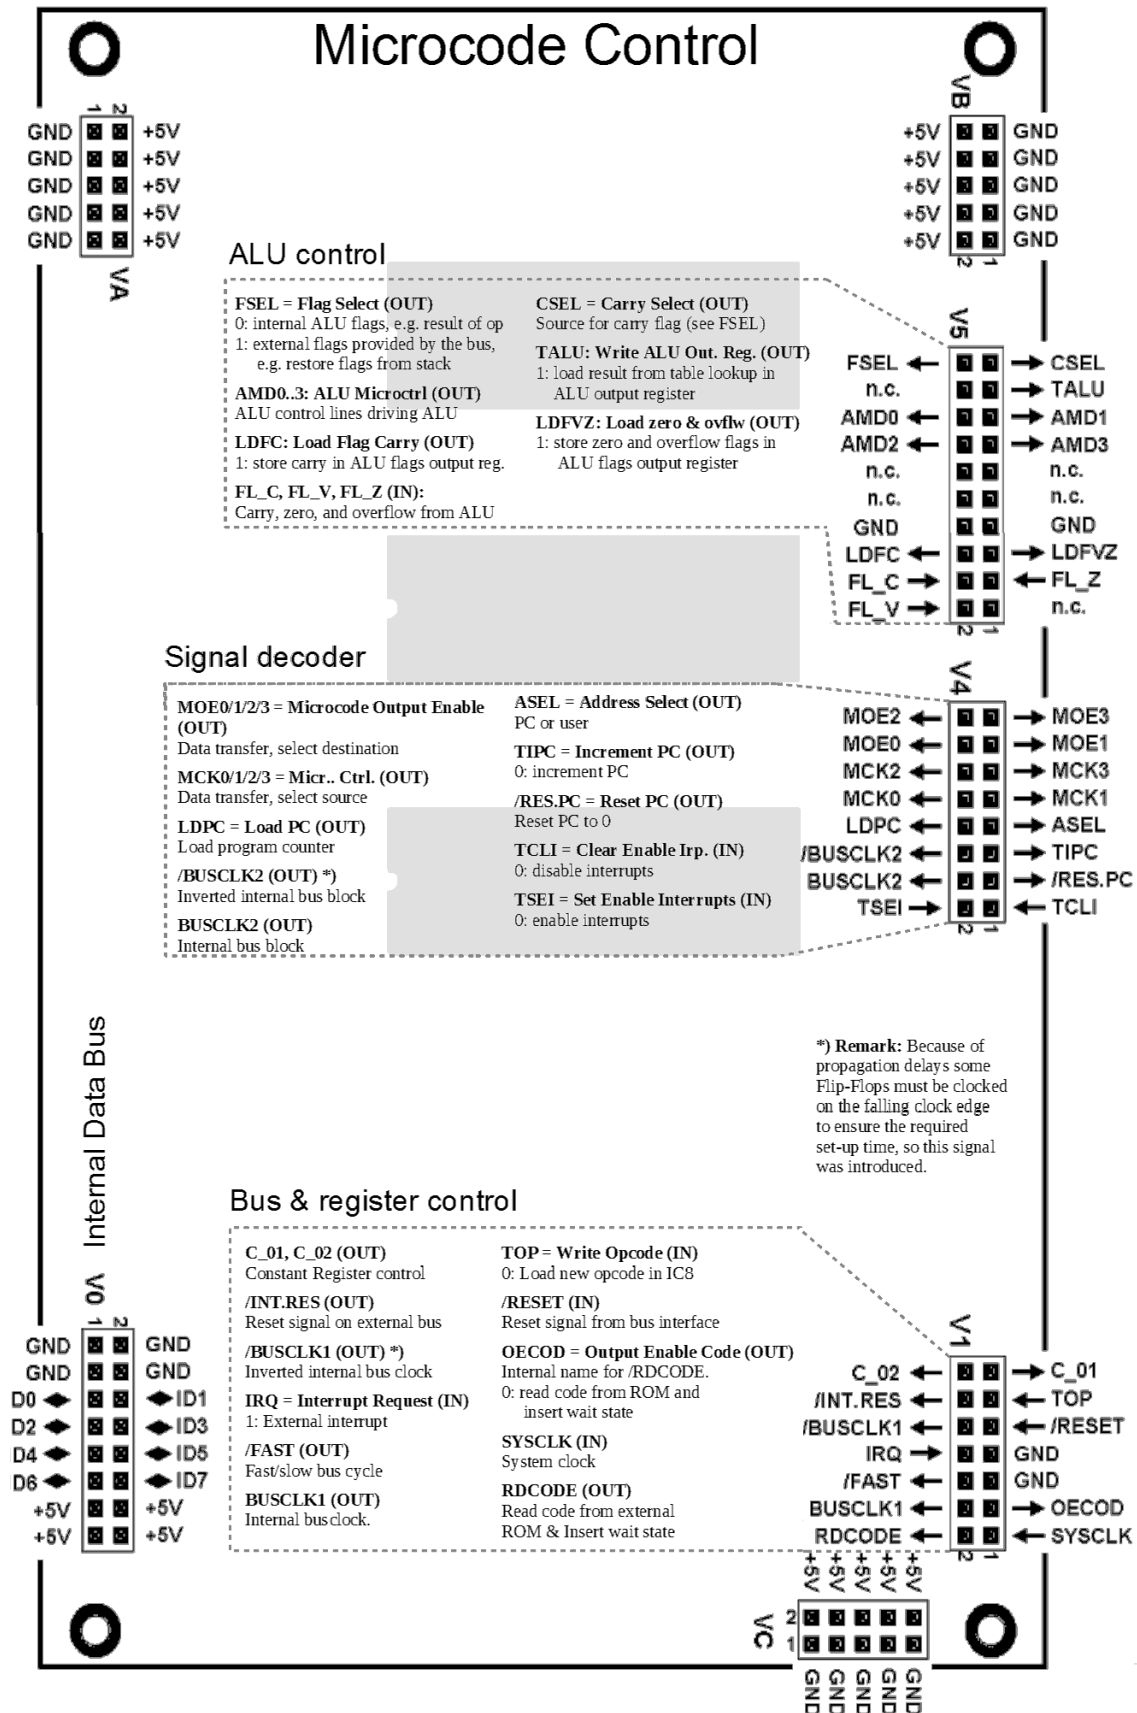 Microcode Control
1 2
GND +5V
GND +5V
GND +5V
GND +5V
GND +5V
VA
VB
+5V GND
+5V GND
+5V GND
+5V GND
+5V GND
2 1
ALU control
FSEL = Flag Select (OUT)
0: internal ALU flags, e.g. result of op
1: external flags provided by the bus,
e.g. restore flags from stack
AMD0..3: ALU Microctrl (OUT)
ALU control lines driving ALU
LDFC: Load Flag Carry (OUT)
1: store carry in ALU flags output reg.
FL_C, FL_V, FL_Z (IN):
Carry, zero, and overflow from ALU
CSEL = Carry Select (OUT)
Source for carry flag (see FSEL)
TALU: Write ALU Out. Reg. (OUT)
1: load result from table lookup in
ALU output register
LDFVZ: Load zero & ovflw (OUT)
1: store zero and overflow flags in
ALU flags output register
V5
FSEL CSEL
n.c. TALU
AMD0 AMD1
AMD2 AMD3
n.c. n.c.
n.c. n.c.
GND GND
LDFC LDFVZ
FL_C FL_Z
FL_V n.c.
2 1
Signal decoder
MOE0/1/2/3 = Microcode Output Enable
(OUT)
Data transfer, select destination
MCK0/1/2/3 = Micr.. Ctrl. (OUT)
Data transfer, select source
LDPC = Load PC (OUT)
Load program counter
/BUSCLK2 (OUT) *)
Inverted internal bus block
BUSCLK2 (OUT)
Internal bus block
ASEL = Address Select (OUT)
PC or user
TIPC = Increment PC (OUT)
0: increment PC
/RES.PC = Reset PC (OUT)
Reset PC to 0
TCLI = Clear Enable Irp. (IN)
0: disable interrupts
TSEI = Set Enable Interrupts (IN)
0: enable interrupts
V4
MOE2 MOE3
MOE0 MOE1
MCK2 MCK3
MCK0 MCK1
LDPC ASEL
/BUSCLK2 TIPC
BUSCLK2 /RES.PC
TSEI TCLI
2 1
*) Remark: Because of
propagation delays some
Flip-Flops must be clocked
on the falling clock edge
to ensure the required
set-up time, so this signal
was introduced.
Internal Data Bus
V0
1 2
GND GND
GND GND
D0 ID1
D2 ID3
D4 ID5
D6 ID7
+5V +5V
+5V +5V
Bus & register control
C_01, C_02 (OUT)
Constant Register control
/INT.RES (OUT)
Reset signal on external bus
/BUSCLK1 (OUT) *)
Inverted internal bus clock
IRQ = Interrupt Request (IN)
1: External interrupt
/FAST (OUT)
Fast/slow bus cycle
BUSCLK1 (OUT)
Internal bus clock.
TOP = Write Opcode (IN)
0: Load new opcode in IC8
/RESET (IN)
Reset signal from bus interface
OECOD = Output Enable Code (OUT)
Internal name for /RDCODE.
0: read code from ROM and
insert wait state
SYSCLK (IN)
System clock
RDCODE (OUT)
Read code from external
ROM & Insert wait state
V1
C_02 C_01
/INT.RES TOP
/BUSCLK1 /RESET
IRQ GND
/FAST GND
BUSCLK1 OECOD
RDCODE SYSCLK
2 1
+5V +5V +5V +5V +5V
VC
2
1
GND GND GND GND GND